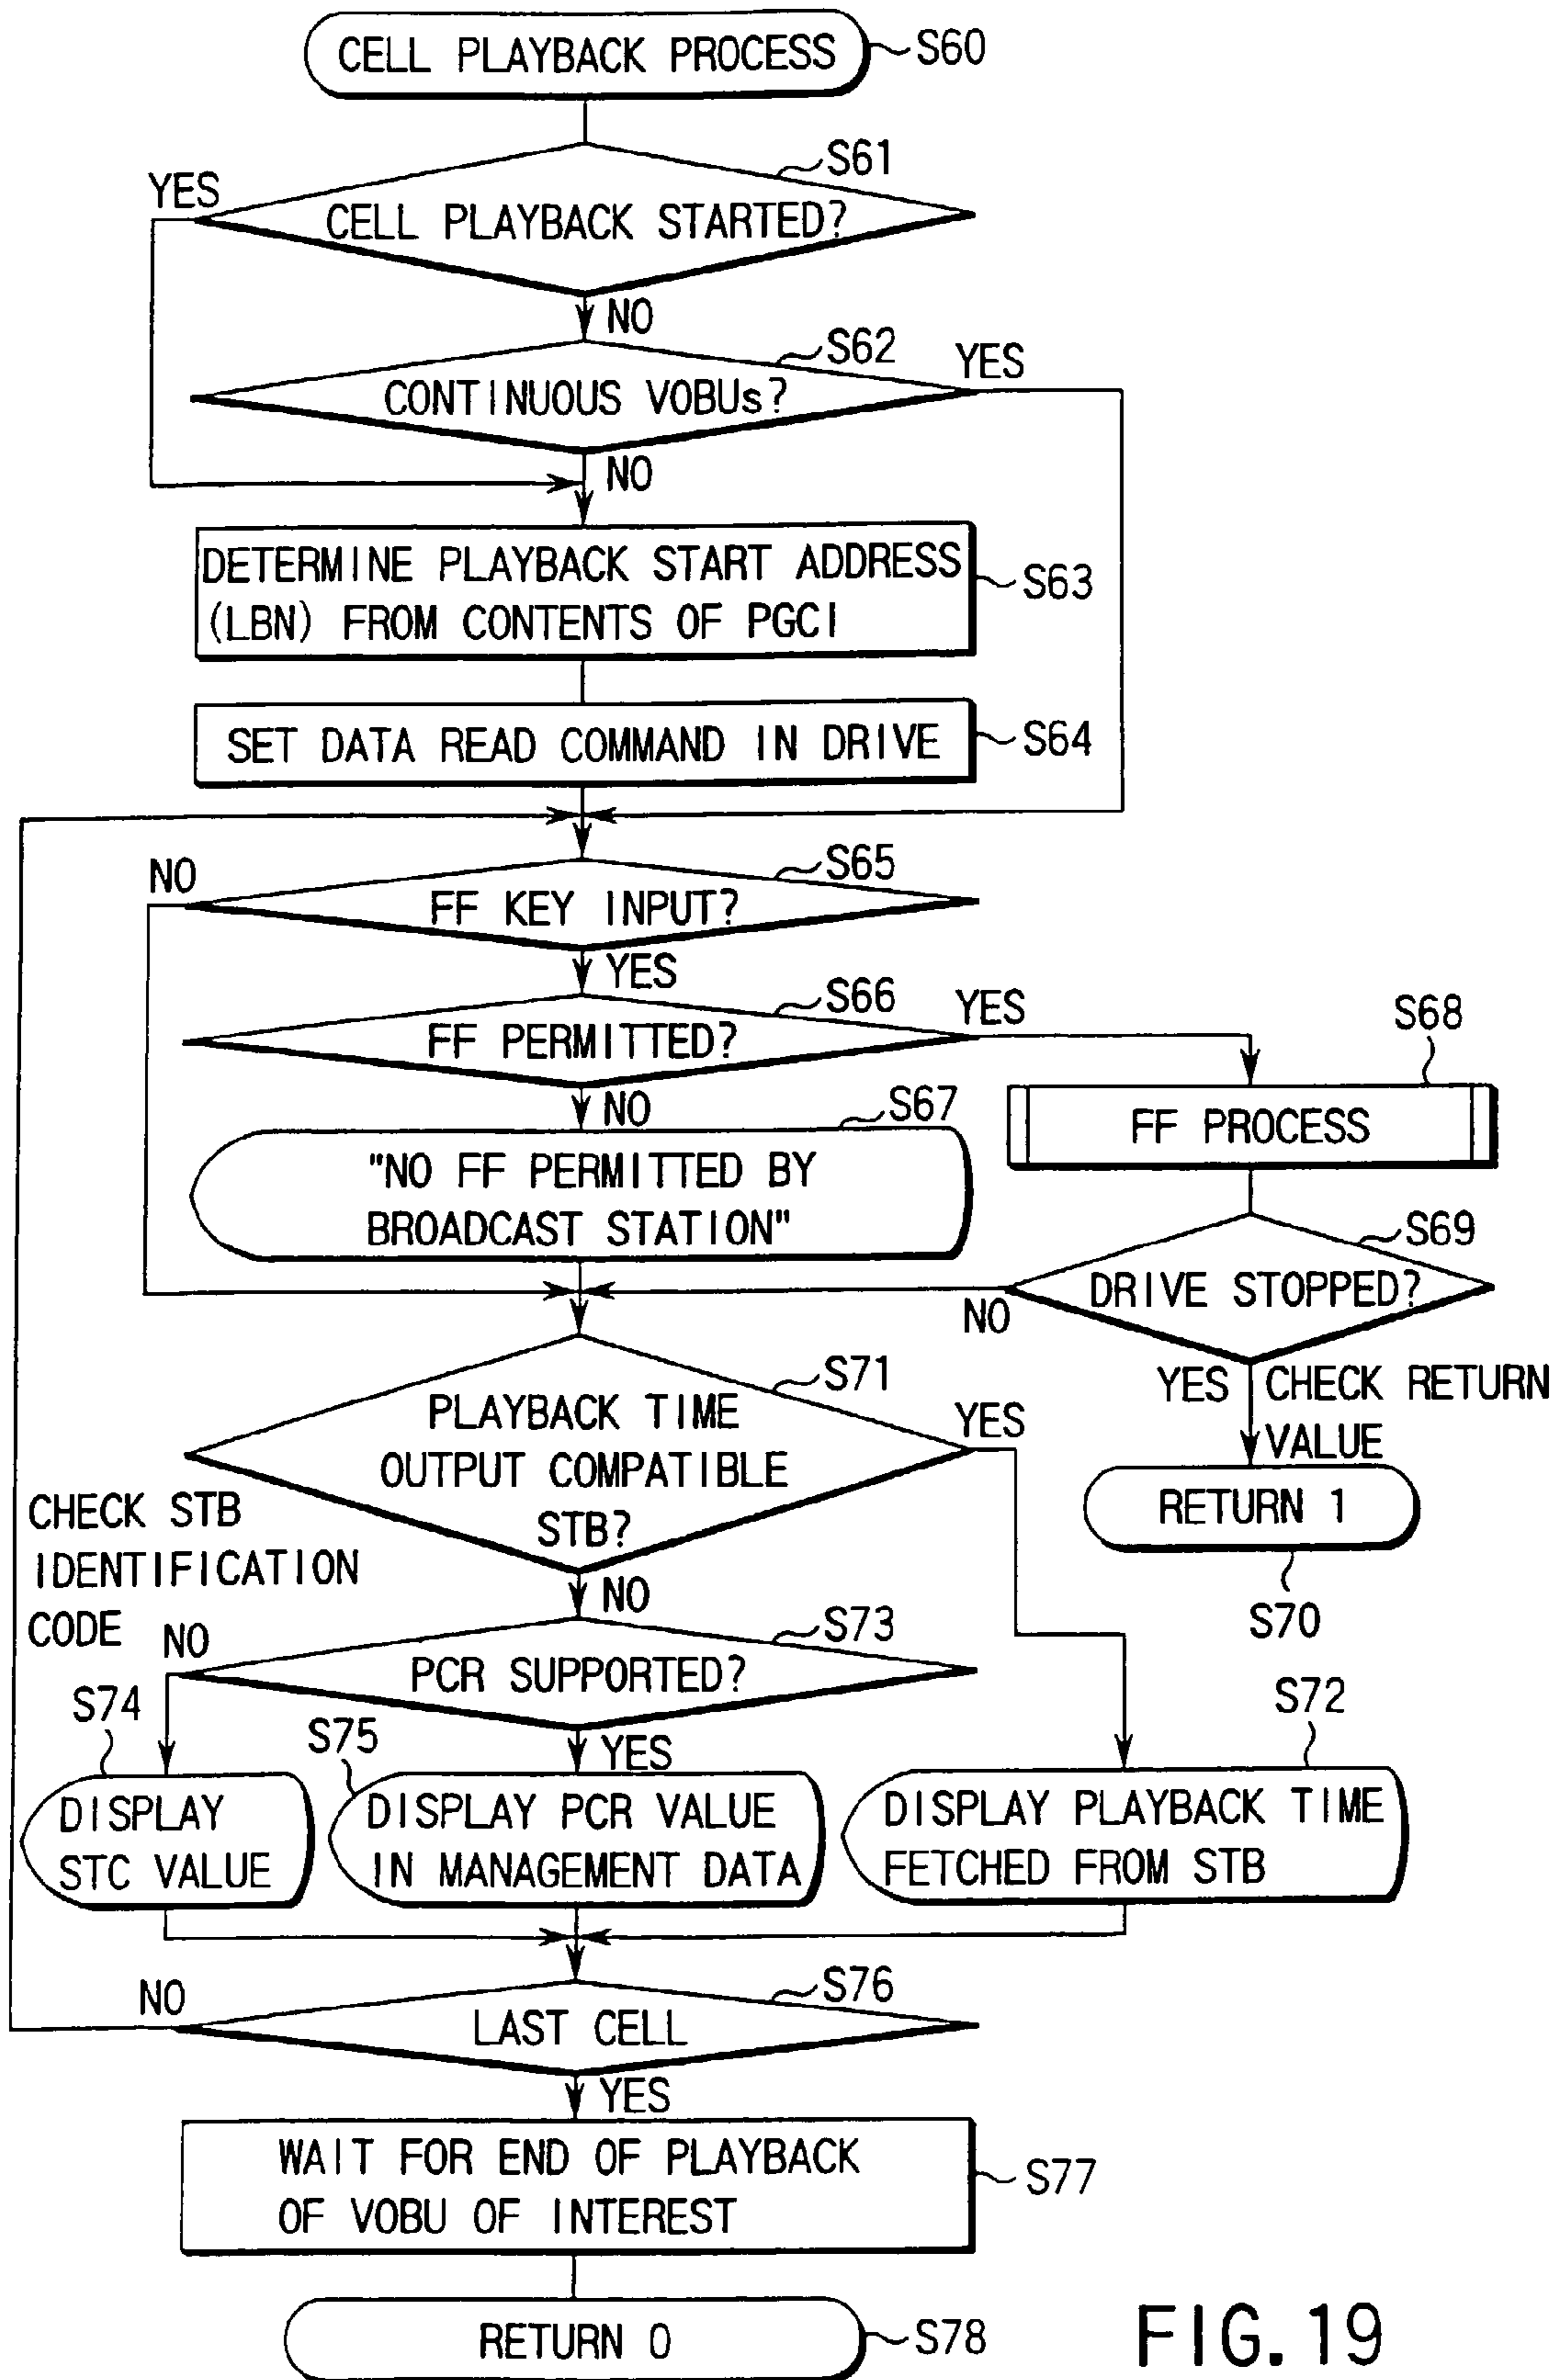 CELL PLAYBACK PROCESS
S60
S61
YES
CELL PLAYBACK STARTED?
NO
S62
YES
CONTINUOUS VOBUs?
NO
DETERMINE PLAYBACK START ADDRESS
(LBN) FROM CONTENTS OF PGCI
S63
SET DATA READ COMMAND IN DRIVE
S64
S65
NO
FF KEY INPUT?
YES
S66
YES
FF PERMITTED?
S68
NO
S67
FF PROCESS
"NO FF PERMITTED BY
BROADCAST STATION"
S69
DRIVE STOPPED?
NO
S71
YES
CHECK RETURN
VALUE
PLAYBACK TIME
OUTPUT COMPATIBLE
STB?
YES
RETURN 1
S70
CHECK STB
IDENTIFICATION
CODE
NO
S73
NO
PCR SUPPORTED?
S74
S75
YES
S72
DISPLAY
STC VALUE
DISPLAY PCR VALUE
IN MANAGEMENT DATA
DISPLAY PLAYBACK TIME
FETCHED FROM STB
S76
NO
LAST CELL
YES
WAIT FOR END OF PLAYBACK
OF VOBU OF INTEREST
S77
RETURN 0
S78
FIG.19